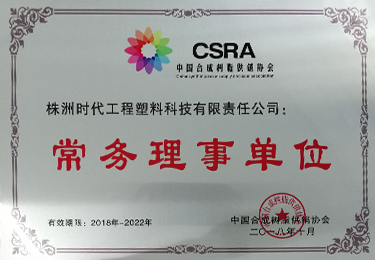 CSRA
中国合成树脂供销协会
株洲时代工程塑料科技有限责任公司：
常务理事单位
有效期限：2018年-2022年
中国合成树脂供销协会
二〇一八年十月